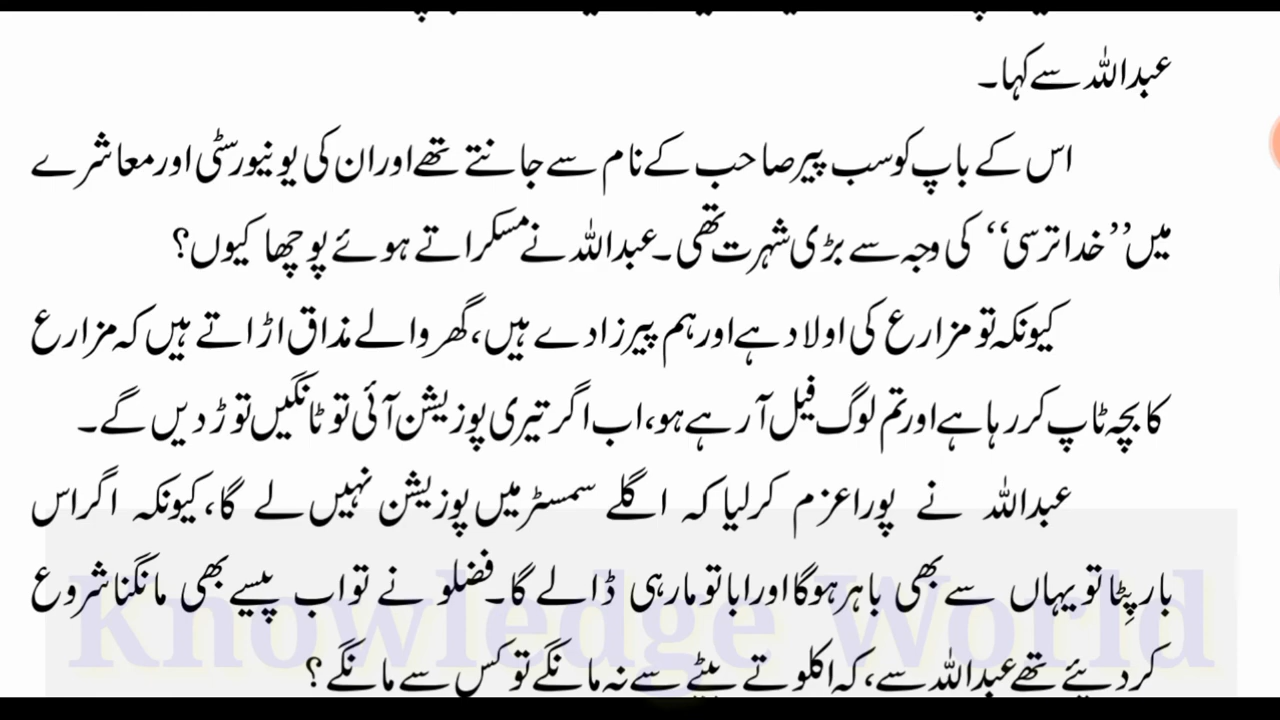 عبداللہ سے کہا۔
اس کے باپ کو سب پیر صاحب کے نام سے جانتے تھے اور ان کی یونیورسٹی اور معاشرے
میں ’’خدا ترسی‘‘ کی وجہ سے بڑی شہرت تھی۔ عبداللہ نے مسکراتے ہوئے پوچھا کیوں؟
کیونکہ تو مزارع کی اولاد ہے اور ہم پیرزادے ہیں، گھر والے مذاق اڑاتے ہیں کہ مزارع
کا بچہ ٹاپ کر رہا ہے اور تم لوگ فیل آ رہے ہو، اب اگر تیری پوزیشن آئی تو ٹانگیں توڑ دیں گے۔
عبداللہ نے پورا عزم کر لیا کہ اگلے سمسٹر میں پوزیشن نہیں لے گا، کیونکہ اگر اس
بار پِٹا تو یہاں سے بھی باہر ہوگا اور ابا تو مار ہی ڈالے گا۔ فضلو نے تو اب پیسے بھی مانگنا شروع
کر دیئے تھے عبداللہ سے، کہ اکلوتے بیٹے سے نہ مانگے تو کس سے مانگے؟
Knowledge World